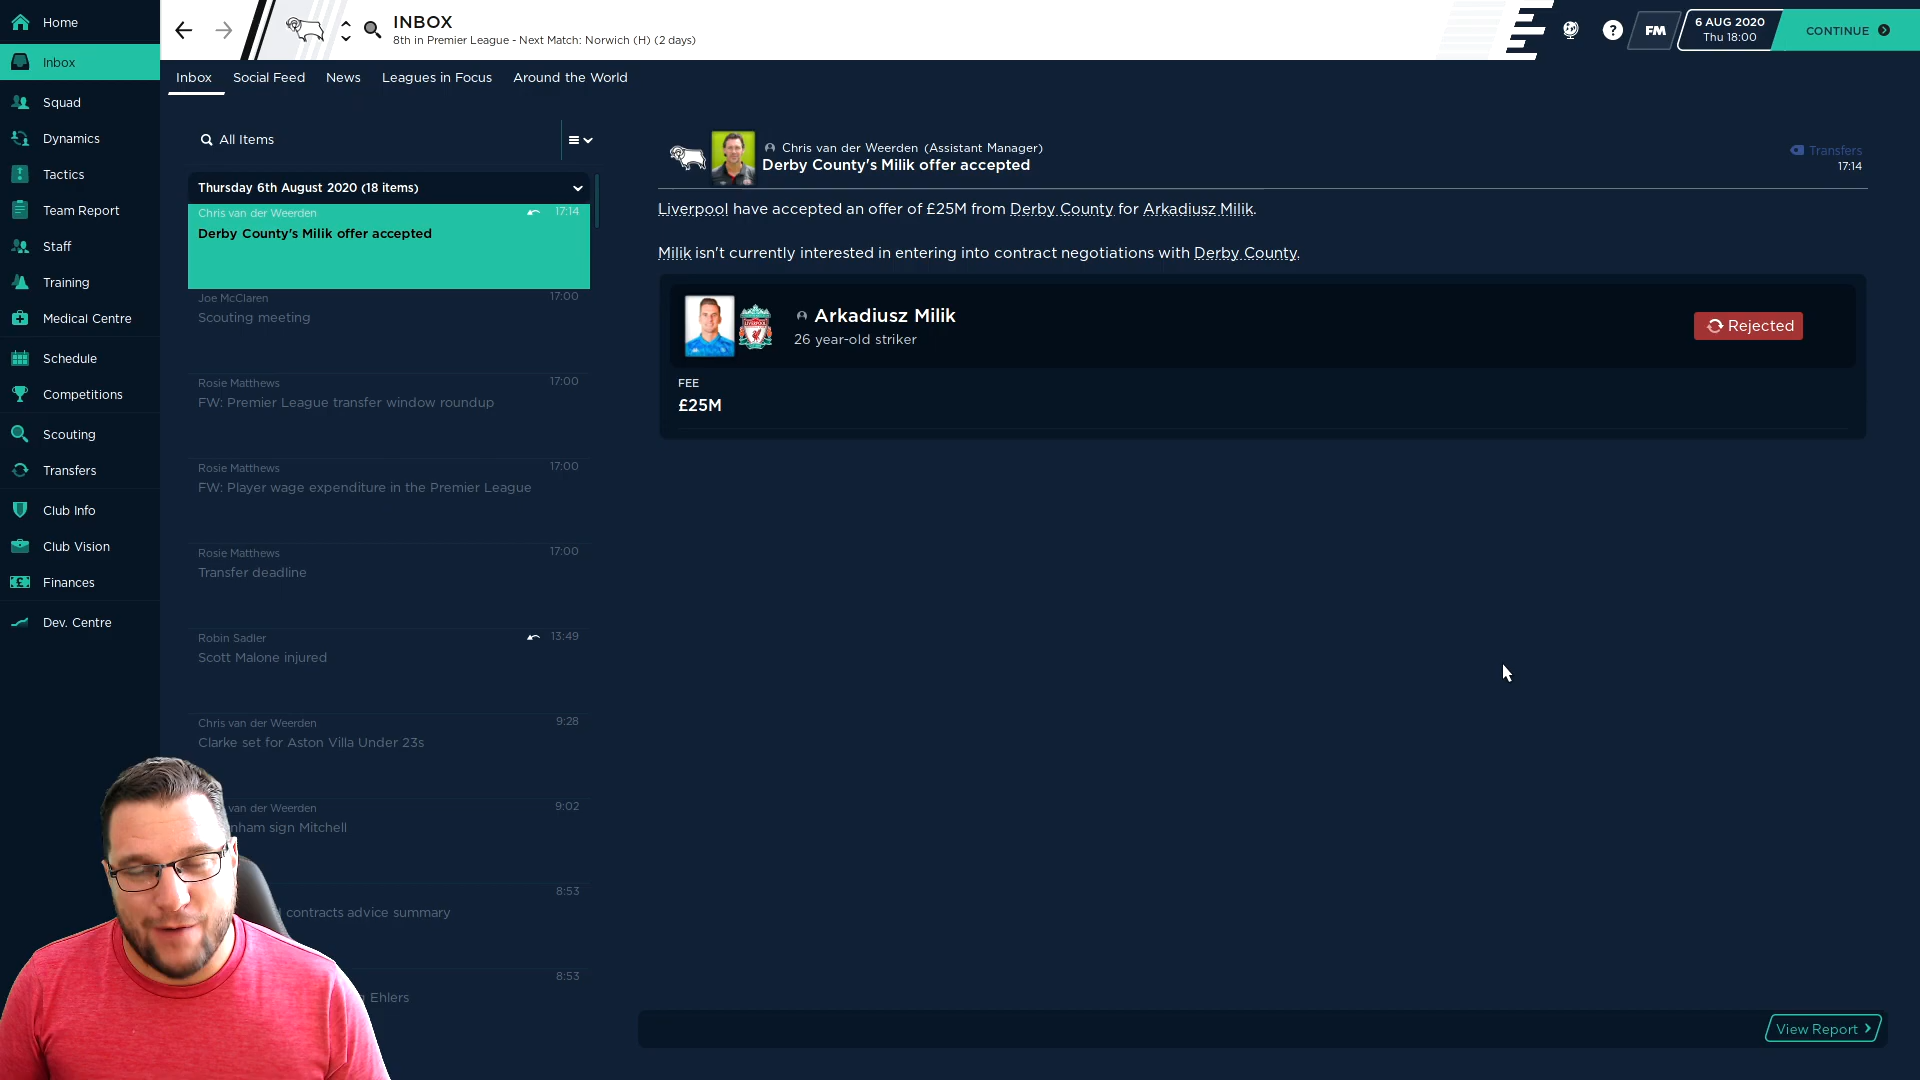 Home
Inbox
Squad
Dynamics
Tactics
Team Report
Staff
Training
Medical Centre
Schedule
Competitions
Scouting
Transfers
Club Info
Club Vision
Finances
Dev. Centre
INBOX
8th in Premier League - Next Match: Norwich (H) (2 days)
?
FM
6 AUG 2020
Thu 18:00
CONTINUE
Inbox Social Feed News Leagues in Focus Around the World
All Items
Thursday 6th August 2020 (18 items)
Chris van der Weerden 17:14
Derby County's Milik offer accepted
Joe McClaren 17:00
Scouting meeting
Rosie Matthews 17:00
FW: Premier League transfer window roundup
Rosie Matthews 17:00
FW: Player wage expenditure in the Premier League
Rosie Matthews 17:00
Transfer deadline
Robin Sadler 13:49
Scott Malone injured
Chris van der Weerden 9:28
Clarke set for Aston Villa Under 23s
van der Weerden 9:02
sign Mitchell
8:53
contracts advice summary
8:53
Ehlers
Chris van der Weerden (Assistant Manager)
Derby County's Milik offer accepted
Transfers
17:14
Liverpool have accepted an offer of £25M from Derby County for Arkadiusz Milik.
Milik isn't currently interested in entering into contract negotiations with Derby County.
Arkadiusz Milik
26 year-old striker
Rejected
FEE
£25M
View Report